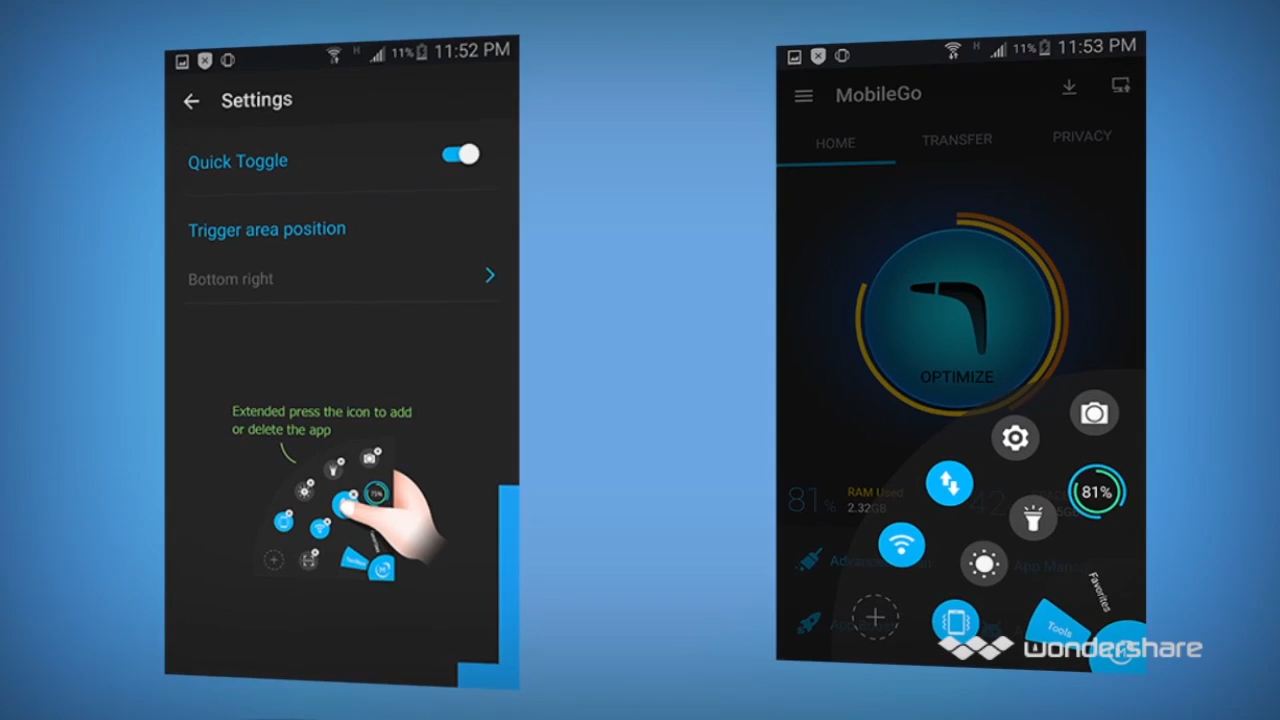 11% 11:52 PM
Settings
Quick Toggle
Trigger area position
Bottom right
Extended press the icon to add
or delete the app
H 11% 11:53 PM
MobileGo
HOME TRANSFER PRIVACY
OPTIMIZE
81%
81% RAM Used
2.32GB
Favorites
Tools
wondershare